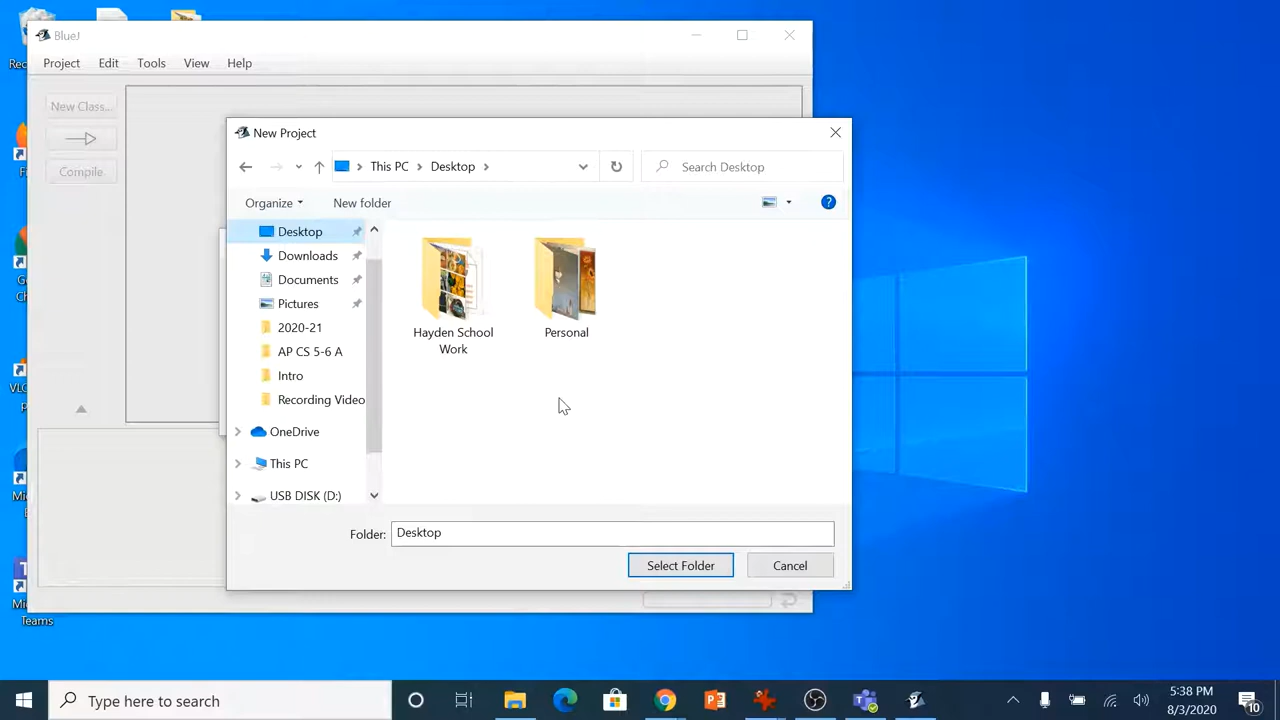 BlueJ
Project Edit Tools View Help
New Class...
Compile
New Project
This PC Desktop
Search Desktop
Organize New folder
Desktop
Downloads
Documents
Pictures
2020-21
AP CS 5-6 A
Intro
Recording Video
OneDrive
This PC
USB DISK (D:)
Hayden School
Work
Personal
Folder: Desktop
Select Folder Cancel
Teams
Type here to search
5:38 PM
8/3/2020
10